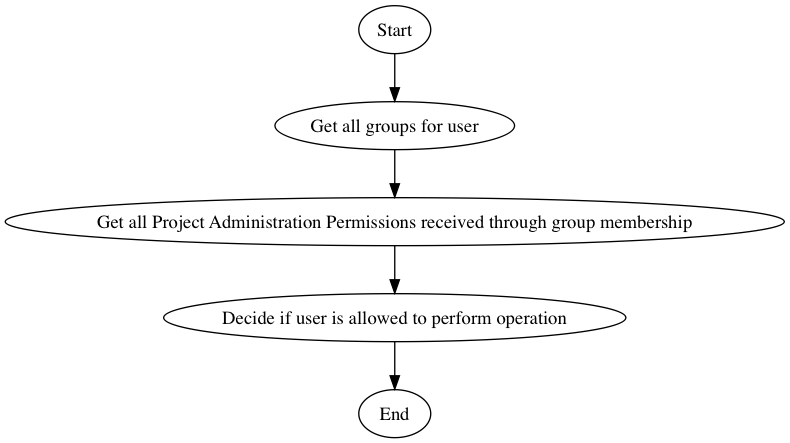 Start
Get all groups for user
Get all Project Administration Permissions received through group membership
Decide if user is allowed to perform operation
End